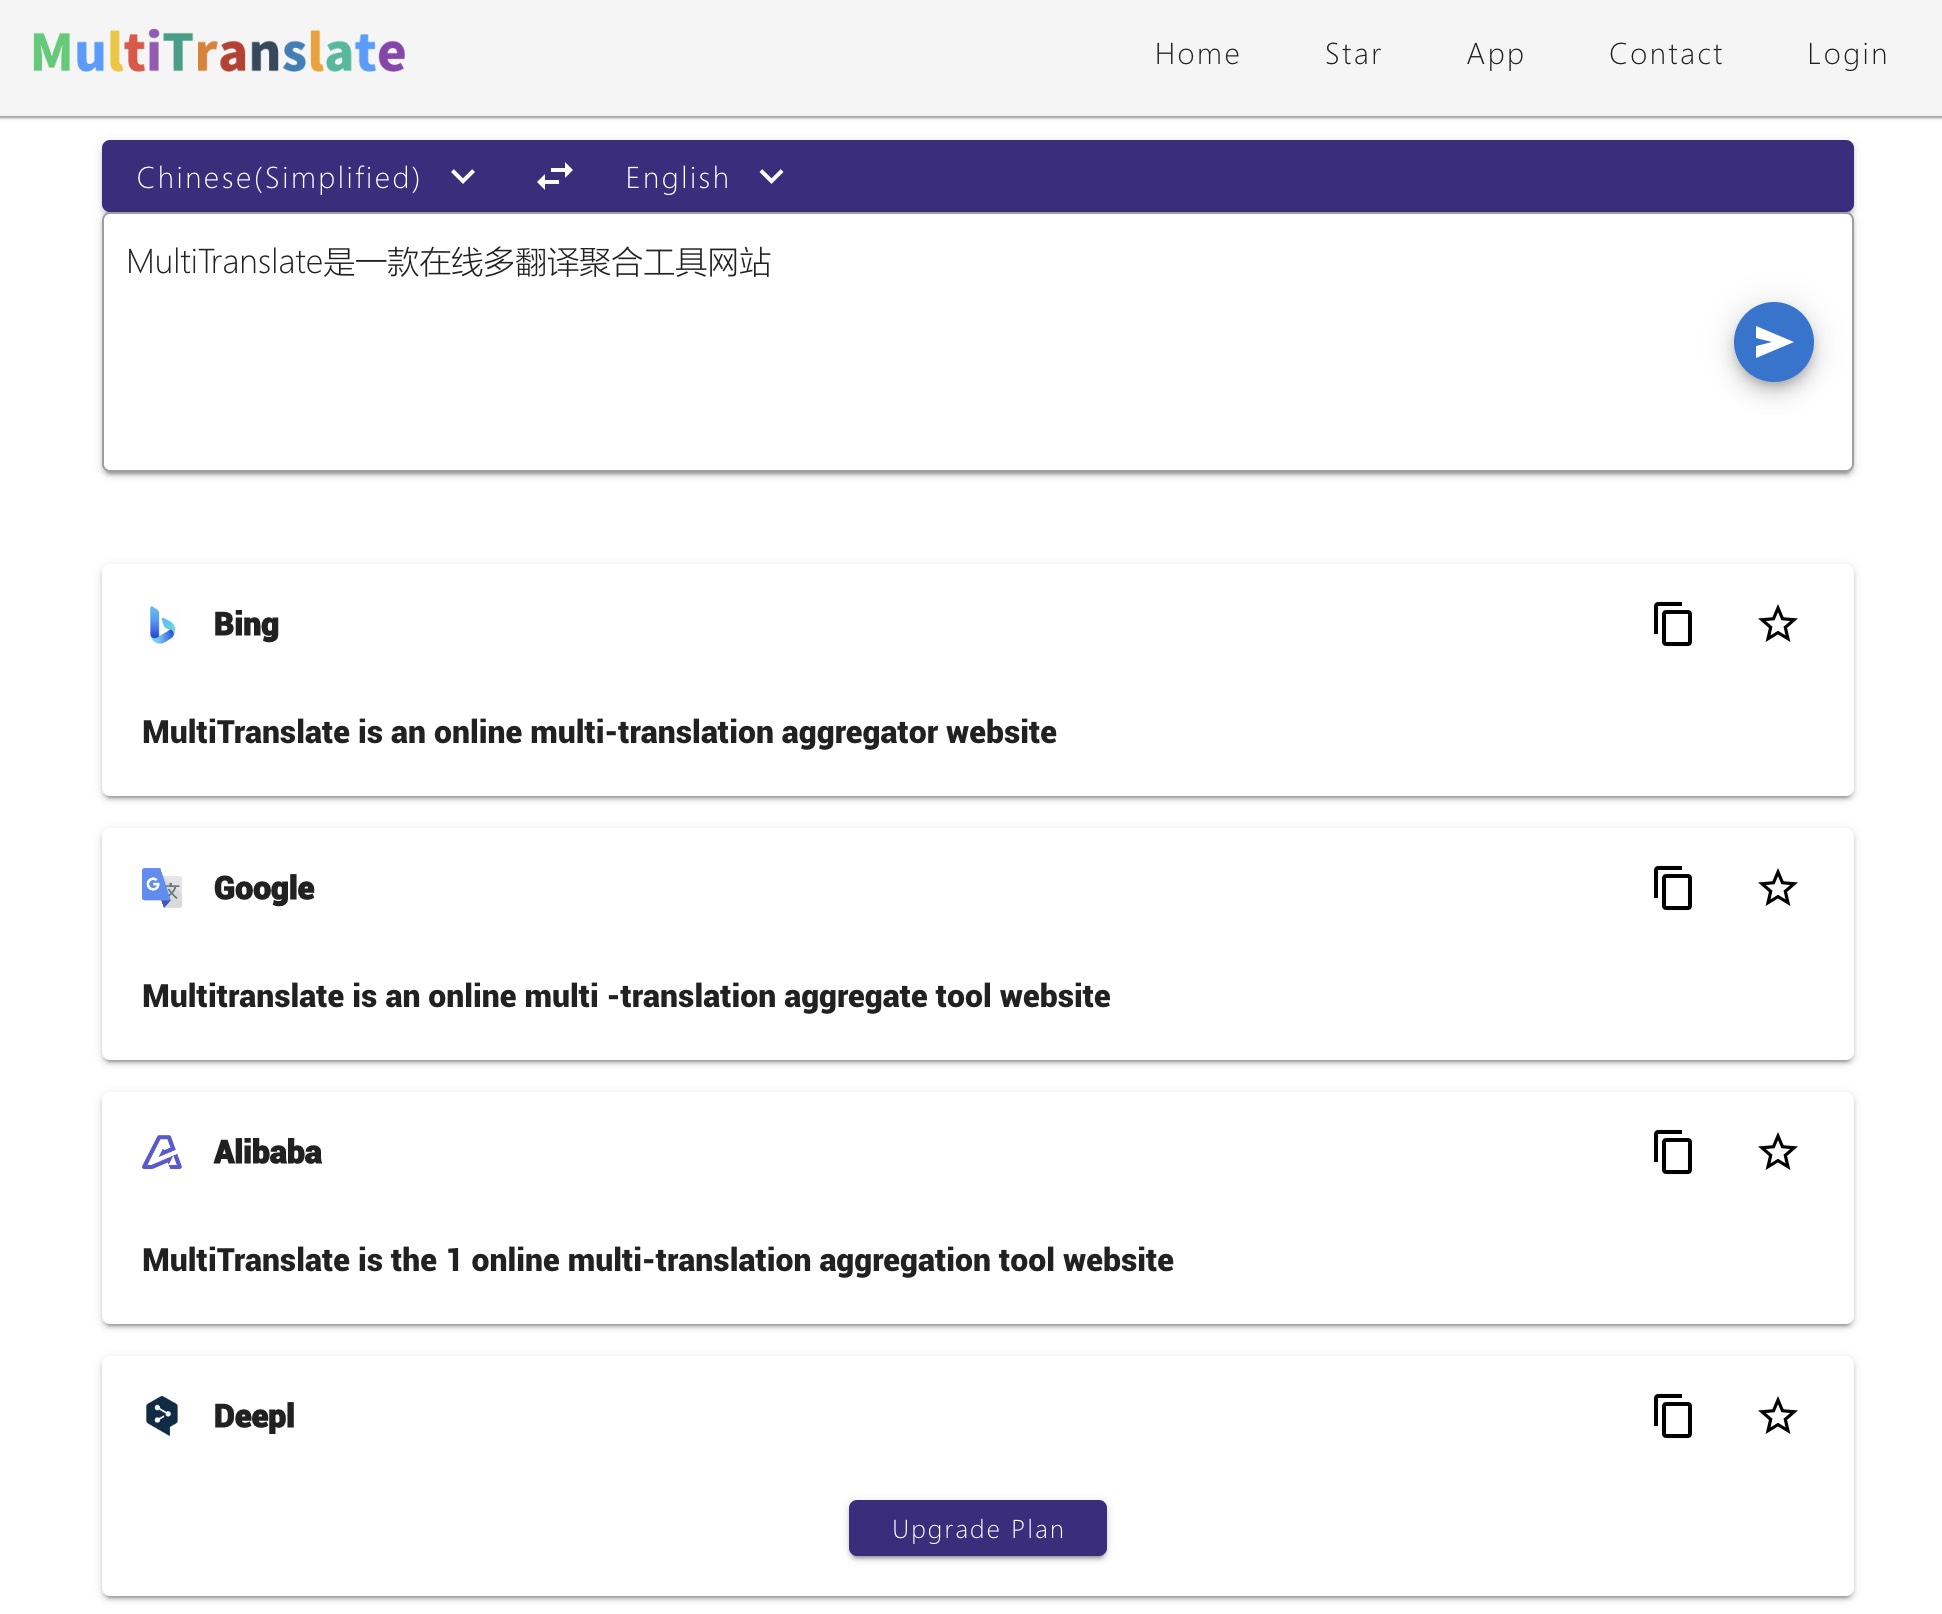 MultiTranslate
Home Star App Contact Login
Chinese(Simplified) English
MultiTranslate是一款在线多翻译聚合工具网站
Bing
MultiTranslate is an online multi-translation aggregator website
G 文
Google
Multitranslate is an online multi -translation aggregate tool website
Alibaba
MultiTranslate is the 1 online multi-translation aggregation tool website
Deepl
Upgrade Plan